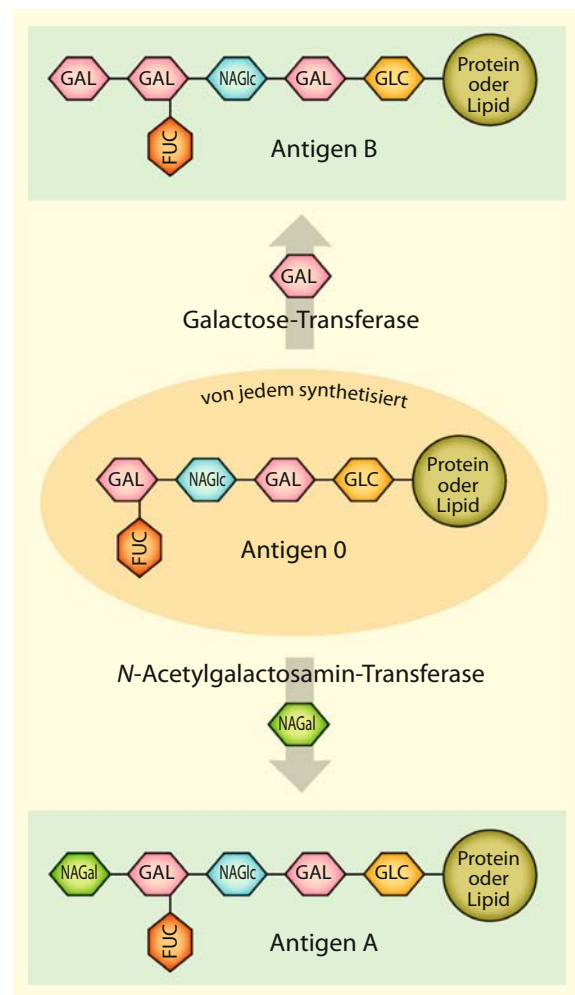 GAL GAL NAGlc GAL GLC Protein
oder
Lipid
FUC
Antigen B
GAL
Galactose-Transferase
von jedem synthetisiert
GAL NAGlc GAL GLC Protein
oder
Lipid
FUC
Antigen 0
N-Acetylgalactosamin-Transferase
NAGal
NAGal GAL NAGlc GAL GLC Protein
oder
Lipid
FUC
Antigen A